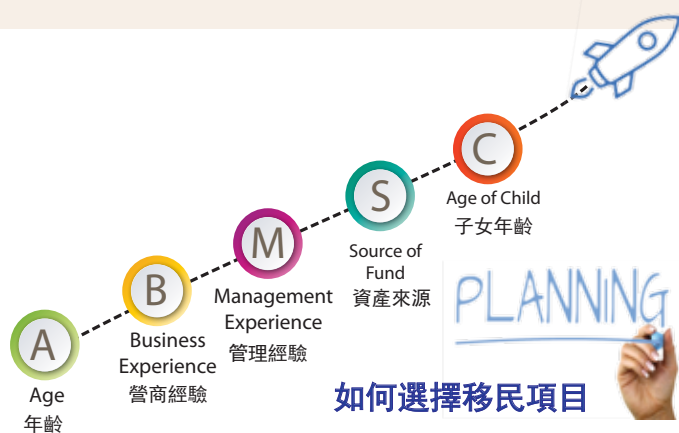 A
Age
年齡
B
Business
Experience
營商經驗
M
Management
Experience
管理經驗
S
Source of
Fund
資產來源
C
Age of Child
子女年齡
PLANNING
如何選擇移民項目